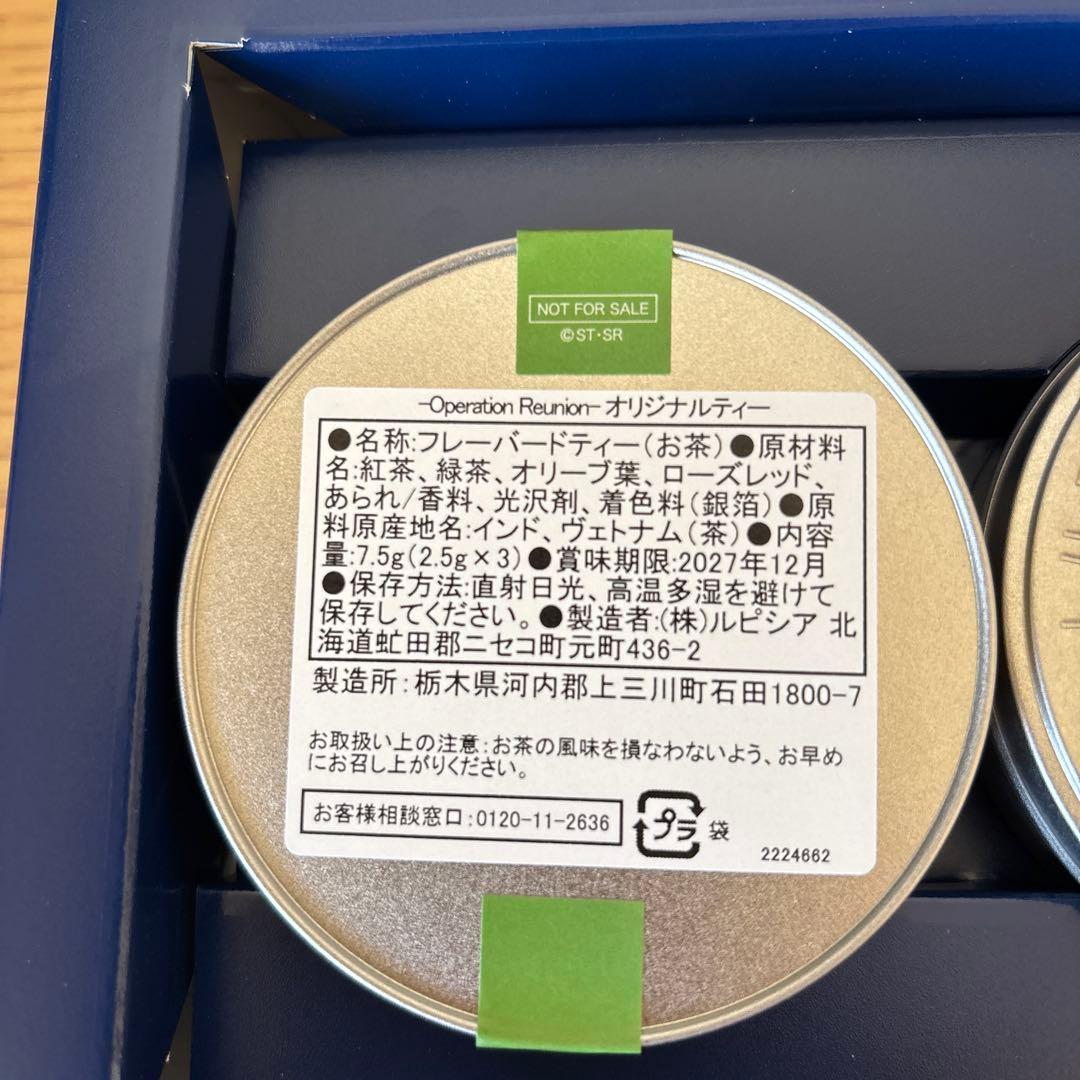 NOT FOR SALE
©ST・SR
-Operation Reunion- オリジナルティー
●名称:フレーバードティー(お茶)●原材料
名:紅茶、緑茶、オリーブ葉、ローズレッド、
あられ/香料、光沢剤、着色料(銀箔)●原
料原産地名:インド、ヴェトナム(茶)●内容
量:7.5g(2.5g×3)●賞味期限:2027年12月
●保存方法:直射日光、高温多湿を避けて
保存してください。●製造者:(株)ルピシア 北
海道虻田郡ニセコ町元町436-2
製造所:栃木県河内郡上三川町石田1800-7
お取扱い上の注意:お茶の風味を損なわないよう、お早め
にお召し上がりください。
お客様相談窓口:0120-11-2636
プラ 袋
2224662